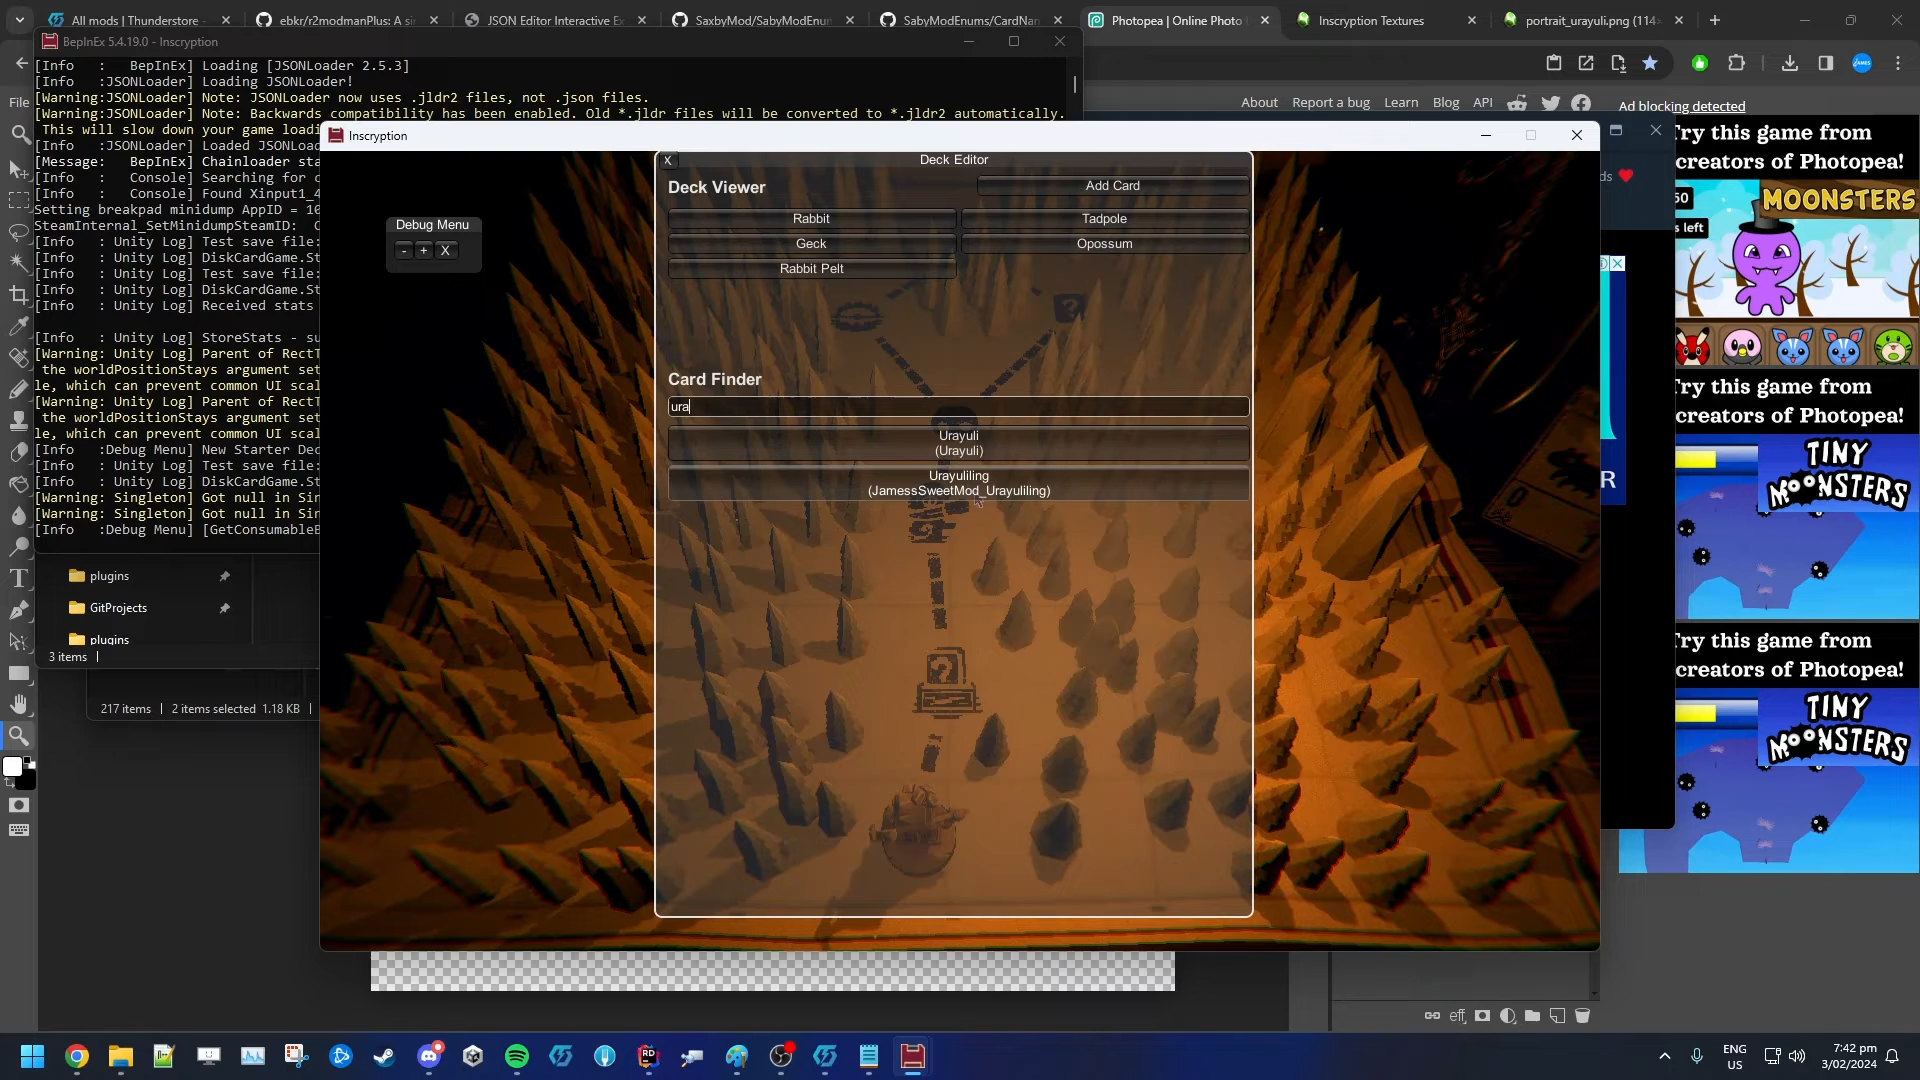 All mods | Thunderstore -
ebkr/r2modmanPlus: A si
JSON Editor Interactive Ex
SaxbyMod/SabyModEnum
SabyModEnums/CardNan
Photopea | Online Photo
Inscryption Textures
portrait_urayuli.png (114
BepInEx 5.4.19.0 - Inscryption
[Info   :   BepInEx] Loading [JSONLoader 2.5.3]
[Info   :JSONLoader] Loading JSONLoader!
[Warning:JSONLoader] Note: JSONLoader now uses .jldr2 files, not .json files.
[Warning:JSONLoader] Note: Backwards compatibility has been enabled. Old *.jldr files will be converted to *.jldr2 automatically.
This will slow down your game loadi
[Info   :JSONLoader] Loaded JSONLoad
[Message:   BepInEx] Chainloader sta
[Info   :   Console] Searching for c
[Info   :   Console] Found Xinput1_4
Setting breakpad minidump AppID = 10
SteamInternal_SetMinidumpSteamID:  C
[Info   : Unity Log] Test save file:
[Info   : Unity Log] DiskCardGame.St
[Info   : Unity Log] Test save file:
[Info   : Unity Log] DiskCardGame.St
[Info   : Unity Log] Received stats
[Info   : Unity Log] StoreStats - su
[Warning: Unity Log] Parent of RectT
the worldPositionStays argument set
le, which can prevent common UI scal
[Warning: Unity Log] Parent of RectT
the worldPositionStays argument set
le, which can prevent common UI scal
[Info   :Debug Menu] New Starter Dec
[Info   : Unity Log] Test save file:
[Info   : Unity Log] DiskCardGame.St
[Warning: Singleton] Got null in Sin
[Warning: Singleton] Got null in Sin
[Info   :Debug Menu] [GetConsumableB
File
About
Report a bug
Learn
Blog
API
Ad blocking detected
JAMES
Inscryption
Debug Menu
- + X
X
Deck Editor
Deck Viewer
Add Card
Rabbit
Tadpole
Geck
Opossum
Rabbit Pelt
Card Finder
ura
Urayuli
(Urayuli)
Urayuliling
(JamessSweetMod_Urayuliling)
ds
Try this game from
creators of Photopea!
50
MOONSTERS
s left
Try this game from
creators of Photopea!
TINY
MOONSTERS
R
Try this game from
creators of Photopea!
TINY
MOONSTERS
plugins
GitProjects
plugins
3 items
217 items
2 items selected 1.18 KB
eff
RD
ENG
US
7:42 pm
3/02/2024